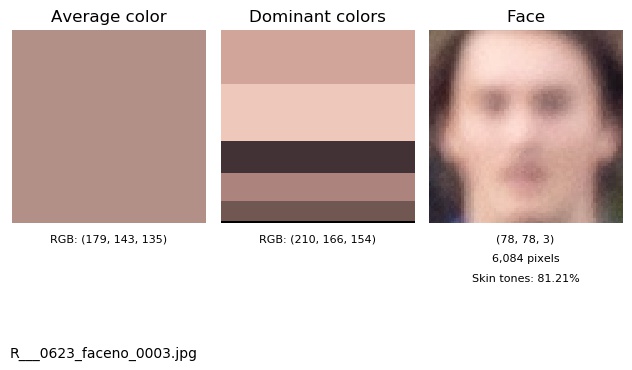 Average color
Dominant colors
Face
RGB: (179, 143, 135)
RGB: (210, 166, 154)
(78, 78, 3)
6,084 pixels
Skin tones: 81.21%
R___0623_faceno_0003.jpg